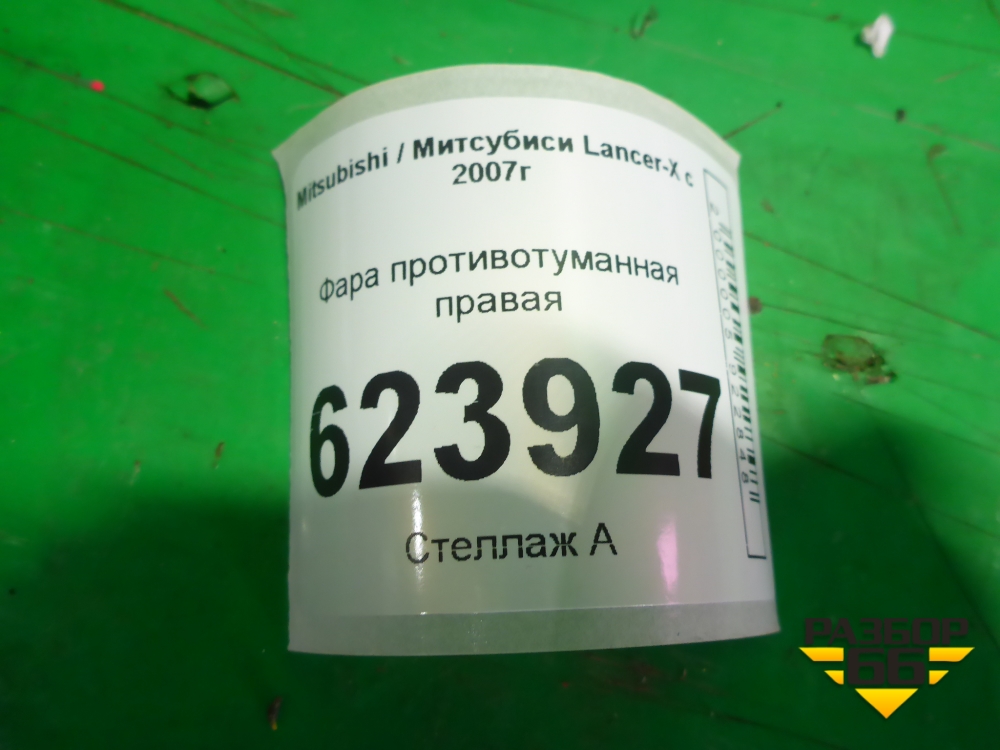 Mitsubishi / Митсубиси Lancer-X с
2007г
Фара противотуманная
правая
623927
Стеллаж А
РАЗБОР
66